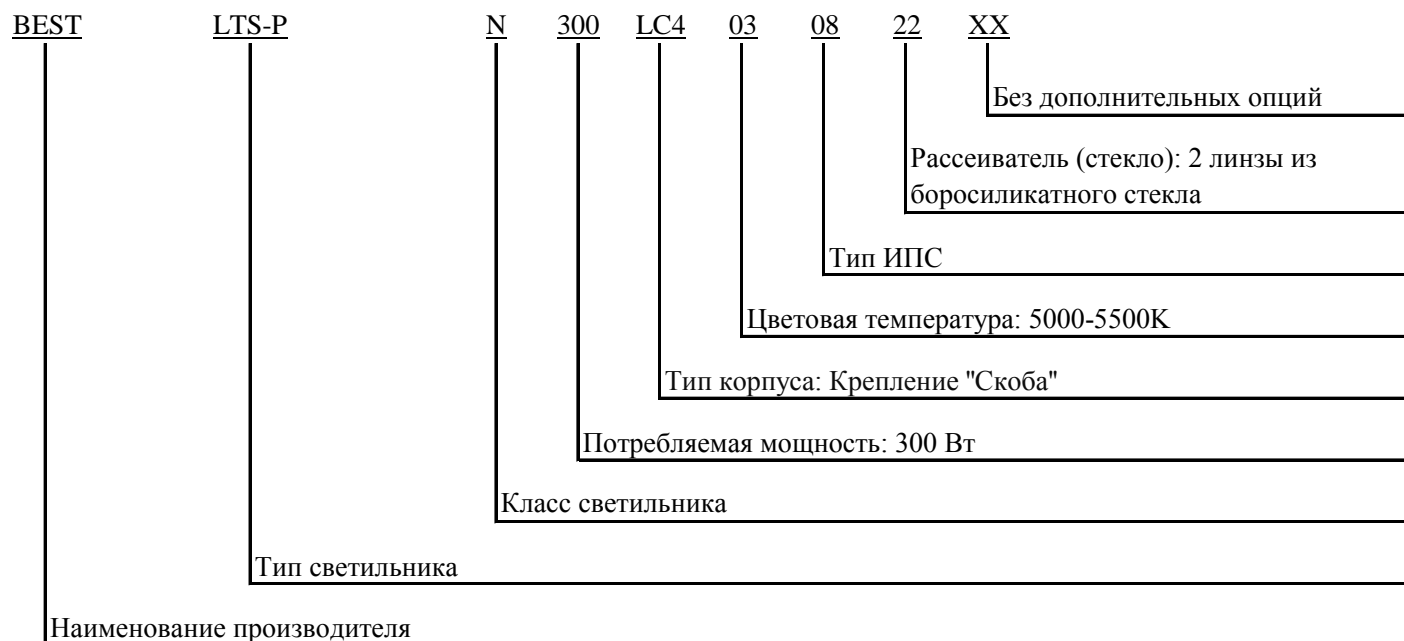 BEST LTS-P N 300 LC4 03 08 22 XX
Без дополнительных опций
Рассеиватель (стекло): 2 линзы из
боросиликатного стекла
Тип ИПС
Цветовая температура: 5000-5500K
Тип корпуса: Крепление "Скоба"
Потребляемая мощность: 300 Вт
Класс светильника
Тип светильника
Наименование производителя